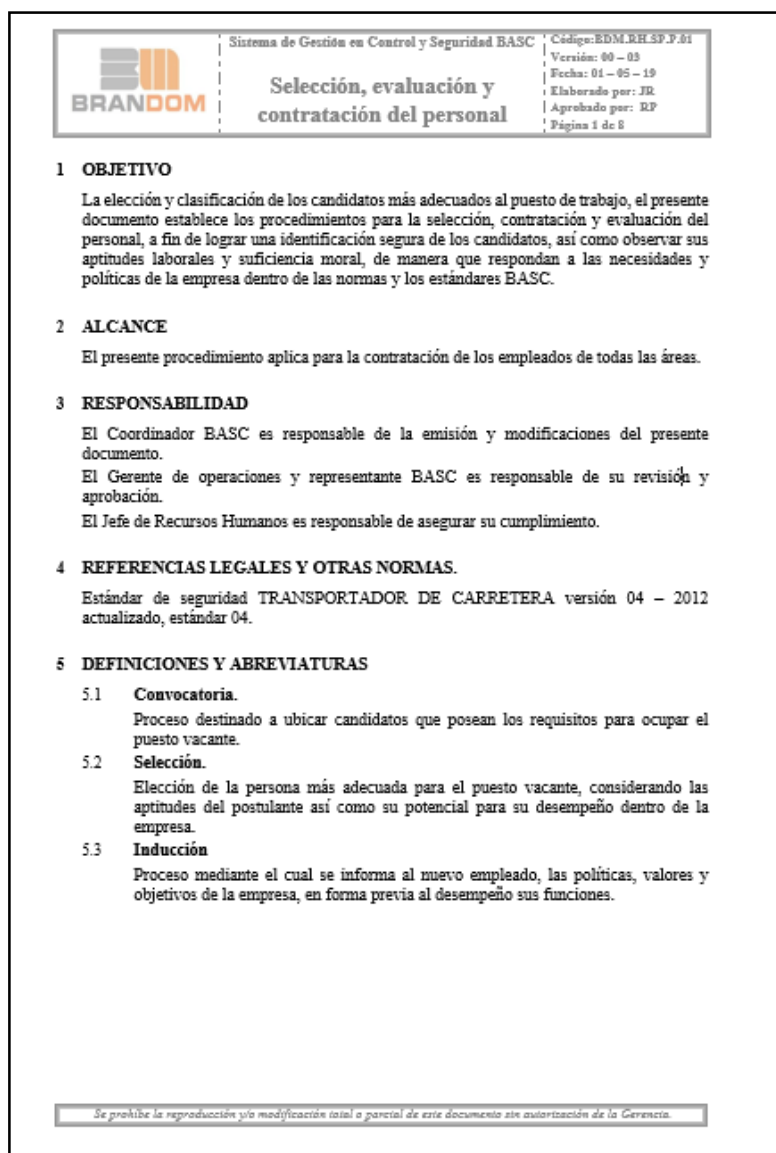 Sistema de Gestión en Control y Seguridad BASC
Selección, evaluación y
contratación del personal
BRANDOM
Código:BDM.RH.SP.P.01
Versión: 00 – 03
Fecha: 01 – 05 – 19
Elaborado por: JR
Aprobado por: RP
Página 1 de 8
1 OBJETIVO
La elección y clasificación de los candidatos más adecuados al puesto de trabajo, el presente
documento establece los procedimientos para la selección, contratación y evaluación del
personal, a fin de lograr una identificación segura de los candidatos, así como observar sus
aptitudes laborales y suficiencia moral, de manera que respondan a las necesidades y
políticas de la empresa dentro de las normas y los estándares BASC.
2 ALCANCE
El presente procedimiento aplica para la contratación de los empleados de todas las áreas.
3 RESPONSABILIDAD
El Coordinador BASC es responsable de la emisión y modificaciones del presente
documento.
El Gerente de operaciones y representante BASC es responsable de su revisión y
aprobación.
El Jefe de Recursos Humanos es responsable de asegurar su cumplimiento.
4 REFERENCIAS LEGALES Y OTRAS NORMAS.
Estándar de seguridad TRANSPORTADOR DE CARRETERA versión 04 – 2012
actualizado, estándar 04.
5 DEFINICIONES Y ABREVIATURAS
5.1 Convocatoria.
Proceso destinado a ubicar candidatos que posean los requisitos para ocupar el
puesto vacante.
5.2 Selección.
Elección de la persona más adecuada para el puesto vacante, considerando las
aptitudes del postulante así como su potencial para su desempeño dentro de la
empresa.
5.3 Inducción
Proceso mediante el cual se informa al nuevo empleado, las políticas, valores y
objetivos de la empresa, en forma previa al desempeño sus funciones.
Se prohíbe la reproducción y/o modificación total o parcial de este documento sin autorización de la Gerencia.